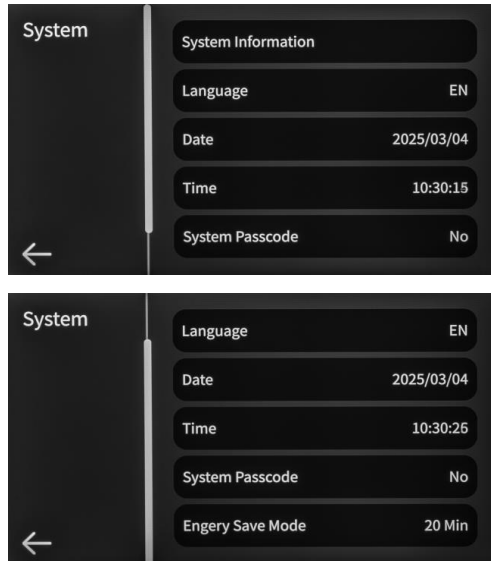 System
System Information
Language EN
Date 2025/03/04
Time 10:30:15
System Passcode No
System
Language EN
Date 2025/03/04
Time 10:30:26
System Passcode No
Engery Save Mode 20 Min